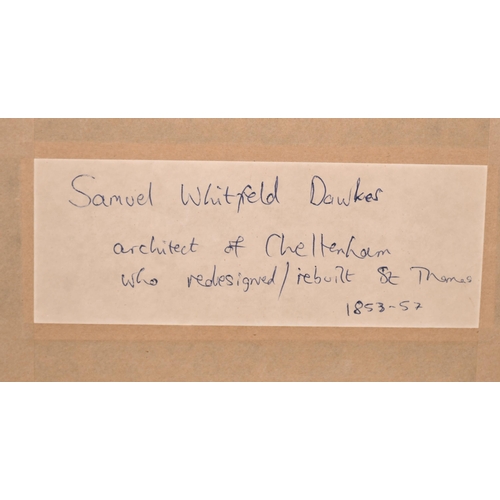 Samuel Whitfeld Dawkes
architect of Cheltenham
who redesigned/rebuilt St Thomas
1853-57